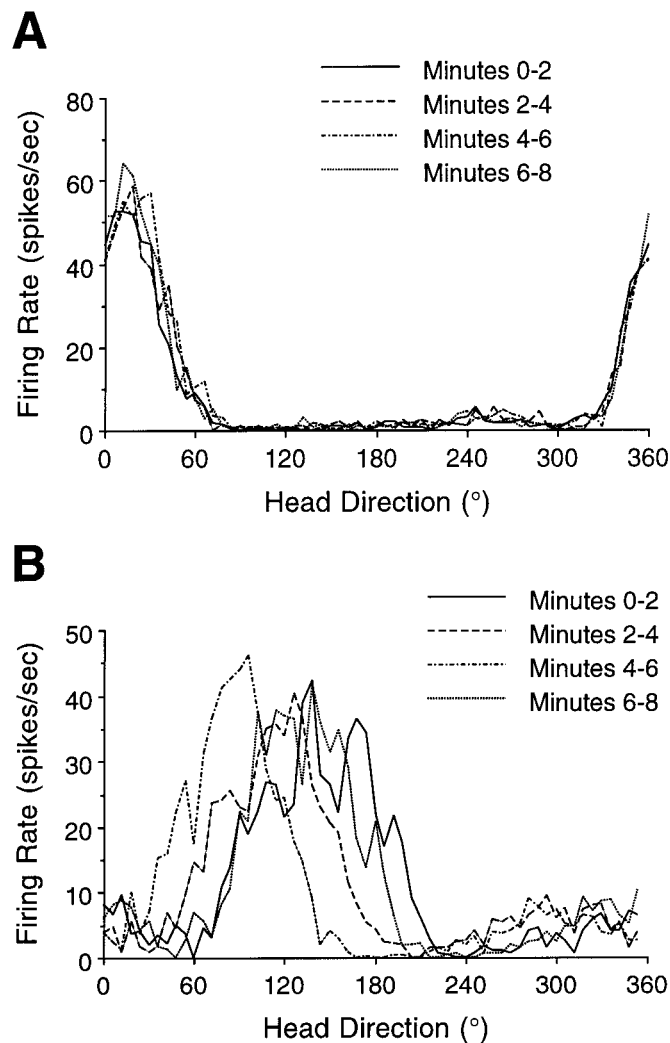 A
Minutes 0-2
Minutes 2-4
Minutes 4-6
Minutes 6-8
Firing Rate (spikes/sec)
80
60
40
20
0
0 60 120 180 240 300 360
Head Direction (°)
B
Minutes 0-2
Minutes 2-4
Minutes 4-6
Minutes 6-8
Firing Rate (spikes/sec)
50
40
30
20
10
0
0 60 120 180 240 300 360
Head Direction (°)